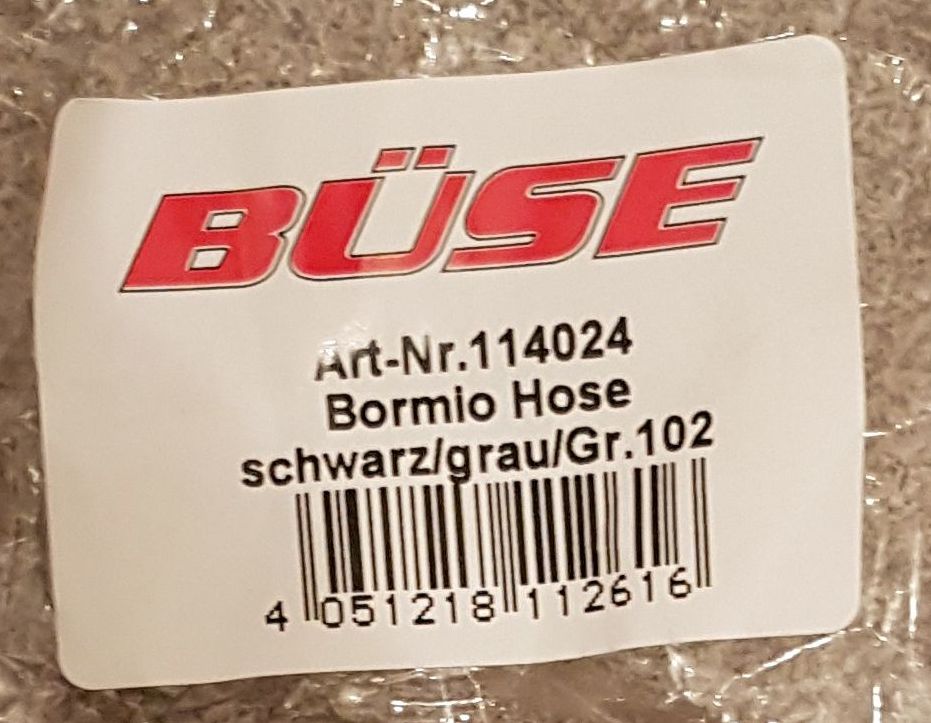 BÜSE
Art-Nr.114024
Bormio Hose
schwarz/grau/Gr.102
4 051218 112616